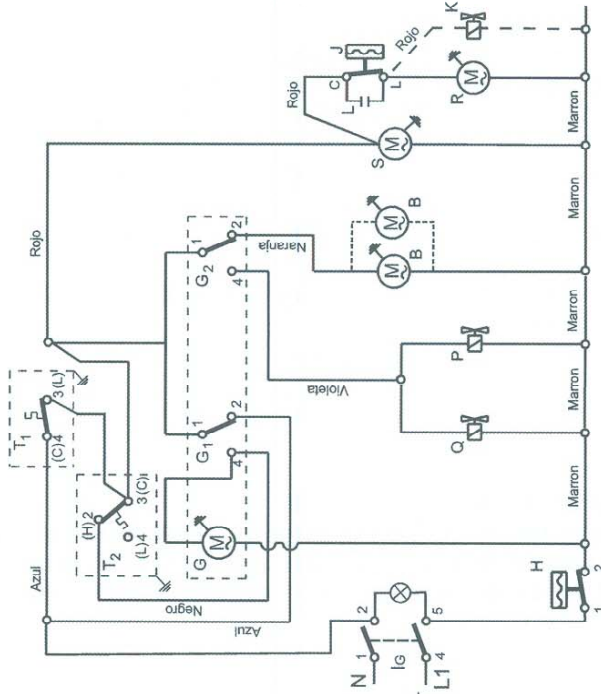 K
J
Rojo
C
L
L
R
Marron
Rojo
S
Marron
Rojo
2
1
G2
4
Naranja
B
B
Marron
Violeta
P
Q
Marron
T1
3 (L)
(C) 4
2
1
G1
4
T2
(H) 2
3 (C)
(L) 4
G
M
M
M
M
M
Marron
Azul
Negro
Azul
N
1
2
IG
L1
4
5
H
1
2